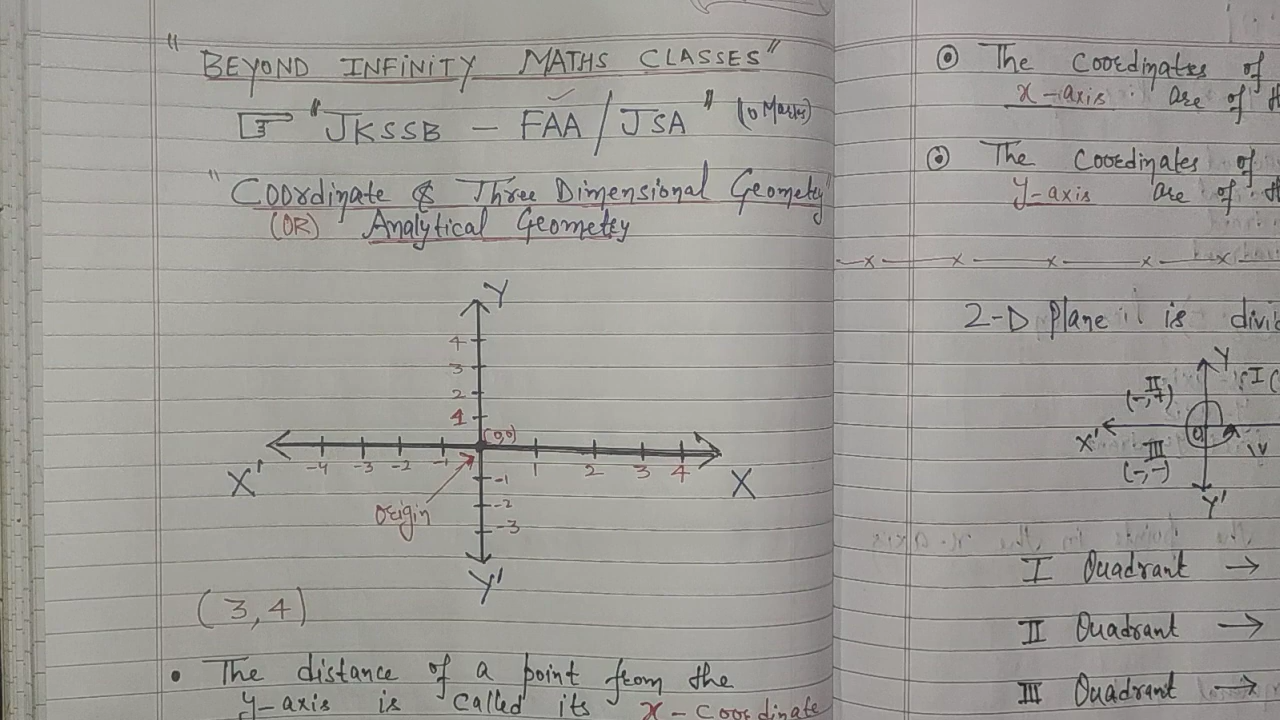 "BEYOND INFINITY MATHS CLASSES"
"JKSSB - FAA / JSA"
"Coordinate & Three Dimensional Geometry"
(OR) Analytical Geometry
Y
4
3
2
1
(0,0)
-4 -3 -2 -1 1 2 3 4
X' X
-1
-2
-3
origin
Y'
(3,4)
• The distance of a point from the
y-axis is called its x-coordinate
The Coordinates of
x-axis are of
The Coordinates of
y-axis are of
2-D Plane is
Y
II I
(-,+)
X' 0
III IV
(-,-)
Y'
I Quadrant →
II Quadrant →
III Quadrant →